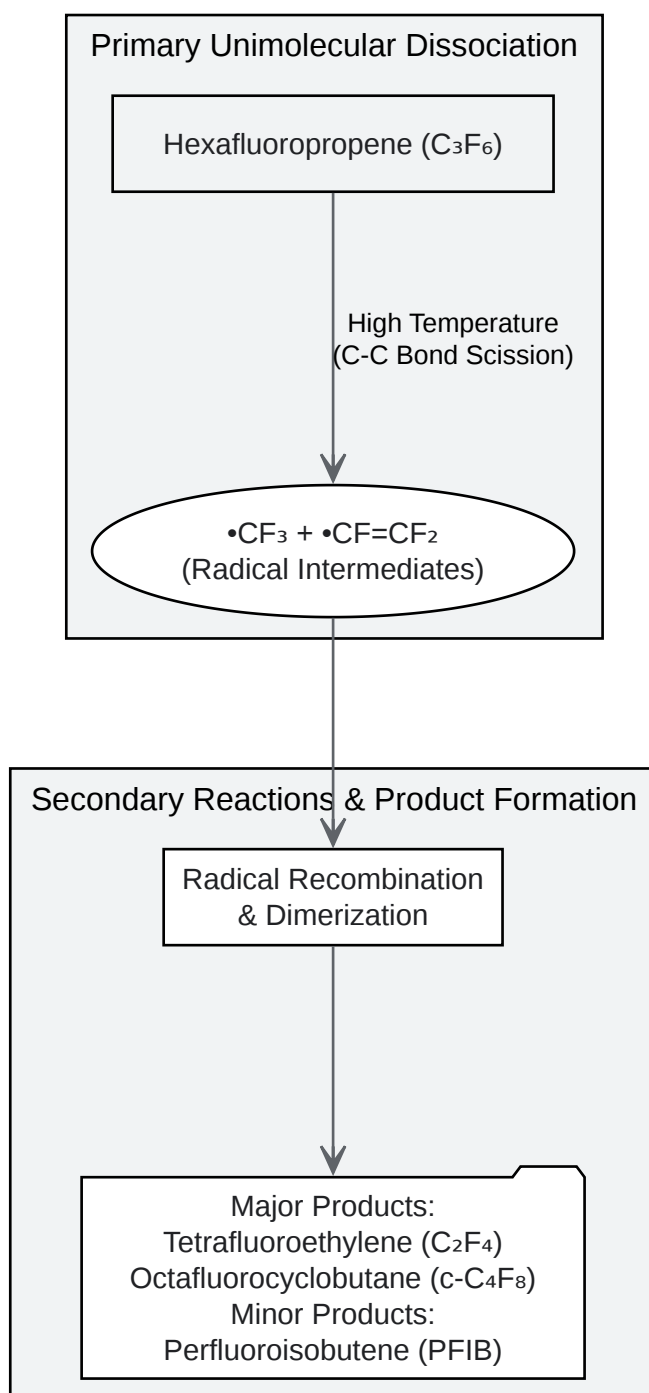 Primary Unimolecular Dissociation
Hexafluoropropene (C₃F₆)
High Temperature
(C-C Bond Scission)
•CF₃ + •CF=CF₂
(Radical Intermediates)
Secondary Reactions & Product Formation
Radical Recombination
& Dimerization
Major Products:
Tetrafluoroethylene (C₂F₄)
Octafluorocyclobutane (c-C₄F₈)
Minor Products:
Perfluoroisobutene (PFIB)